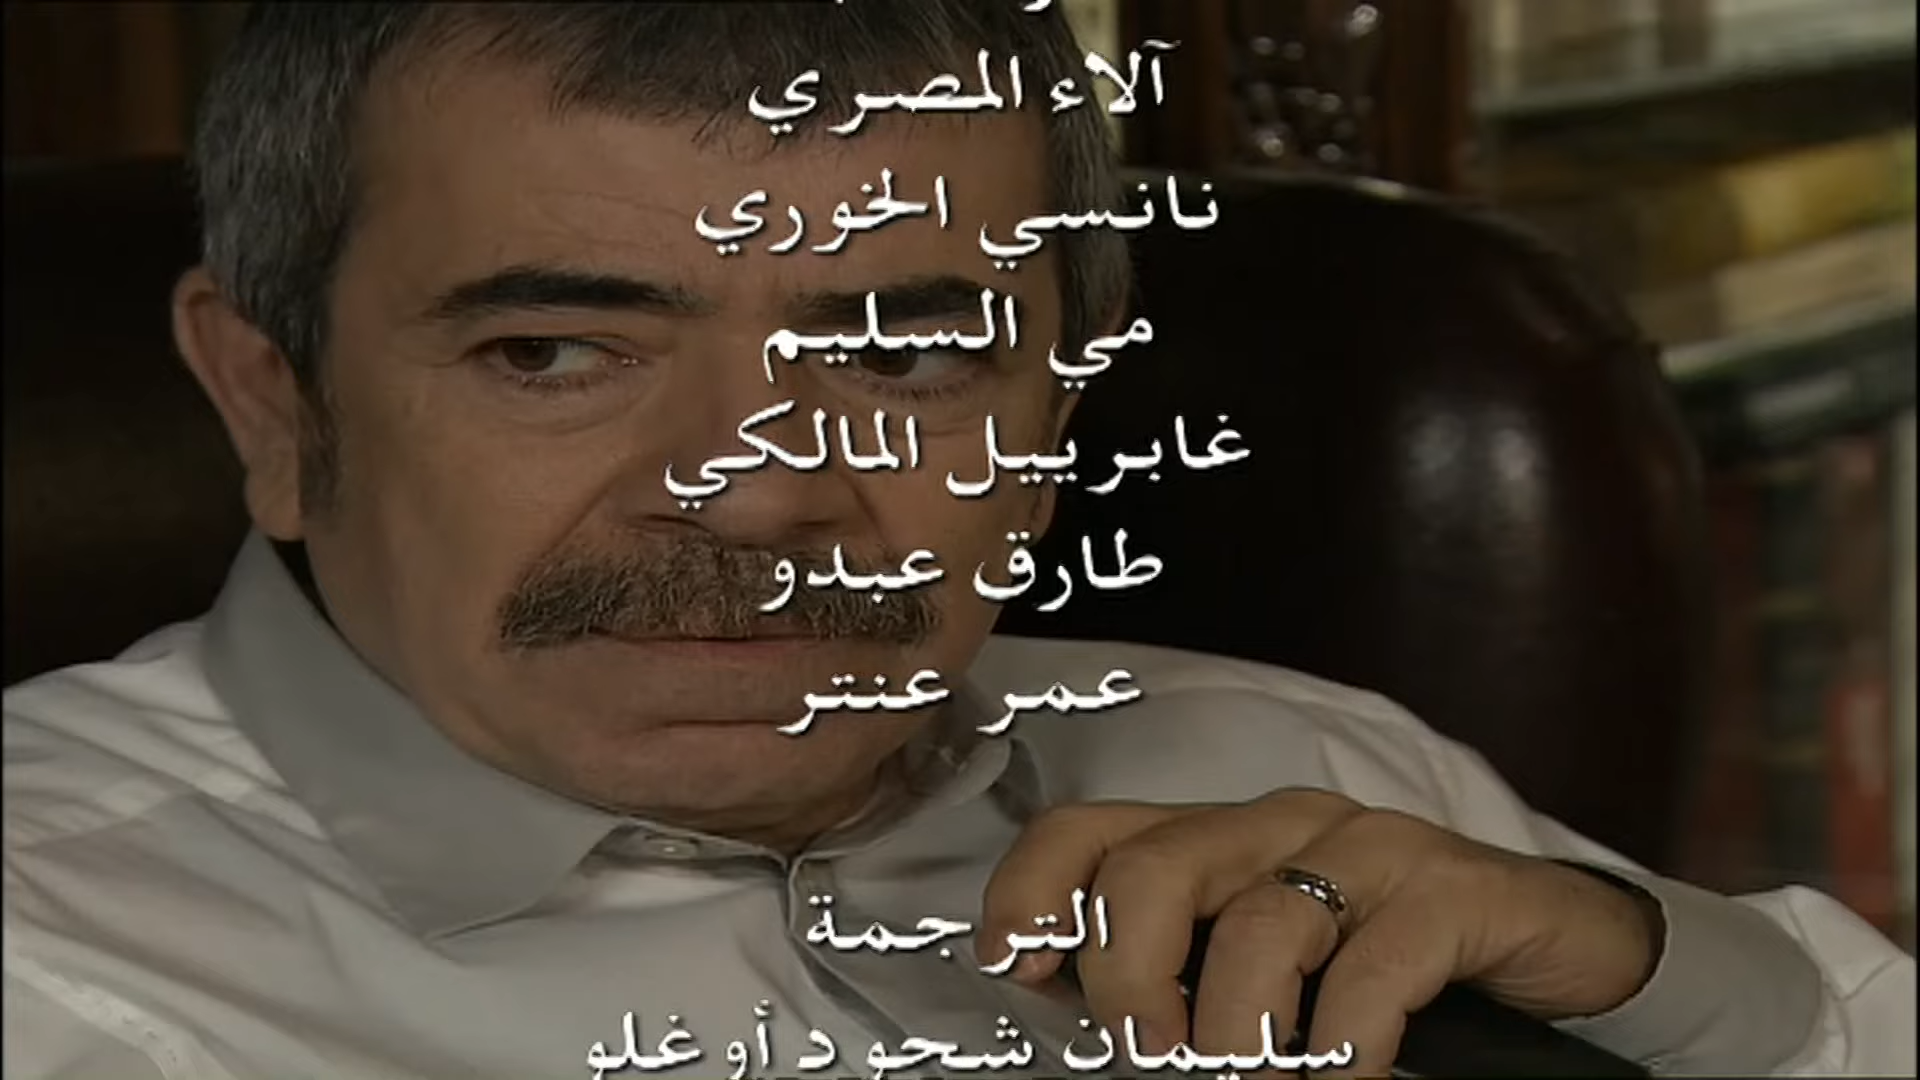 آلاء المصري
نانسي الخوري
مي السليم
غابرييل المالكي
طارق عبدو
عمر عنتر
الترجمة
سليمان شحود أوغلو